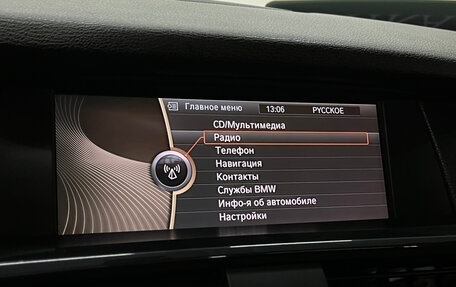 Главное меню 13:06 РУССКОЕ
CD/Мультимедиа
Радио
Телефон
Навигация
Контакты
Службы BMW
Инфо-я об автомобиле
Настройки